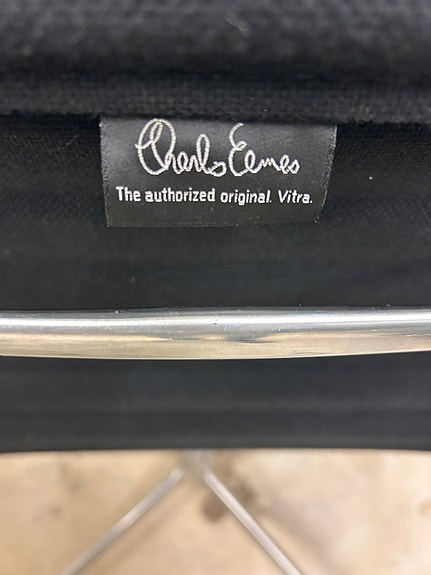 Charles Eames
The authorized original. Vitra.